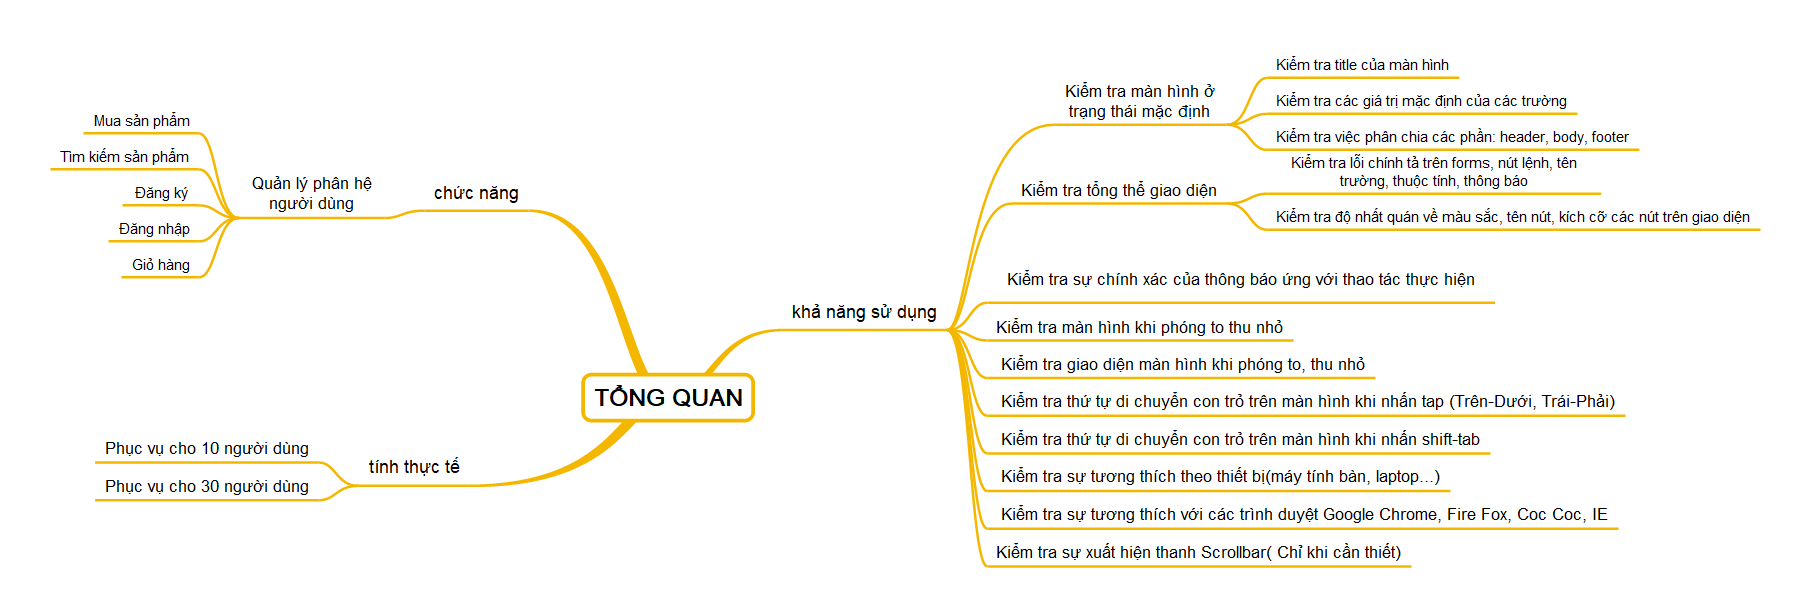 Mua sản phẩm
Tìm kiếm sản phẩm
Đăng ký
Đăng nhập
Giỏ hàng
Quản lý phân hệ
người dùng
chức năng
TỔNG QUAN
Phục vụ cho 10 người dùng
Phục vụ cho 30 người dùng
tính thực tế
khả năng sử dụng
Kiểm tra màn hình ở
trạng thái mặc định
Kiểm tra title của màn hình
Kiểm tra các giá trị mặc định của các trường
Kiểm tra việc phân chia các phần: header, body, footer
Kiểm tra tổng thể giao diện
Kiểm tra lỗi chính tả trên forms, nút lệnh, tên
trường, thuộc tính, thông báo
Kiểm tra độ nhất quán về màu sắc, tên nút, kích cỡ các nút trên giao diện
Kiểm tra sự chính xác của thông báo ứng với thao tác thực hiện
Kiểm tra màn hình khi phóng to thu nhỏ
Kiểm tra giao diện màn hình khi phóng to, thu nhỏ
Kiểm tra thứ tự di chuyển con trỏ trên màn hình khi nhấn tap (Trên-Dưới, Trái-Phải)
Kiểm tra thứ tự di chuyển con trỏ trên màn hình khi nhấn shift-tab
Kiểm tra sự tương thích theo thiết bị(máy tính bàn, laptop...)
Kiểm tra sự tương thích với các trình duyệt Google Chrome, Fire Fox, Coc Coc, IE
Kiểm tra sự xuất hiện thanh Scrollbar( Chỉ khi cần thiết)